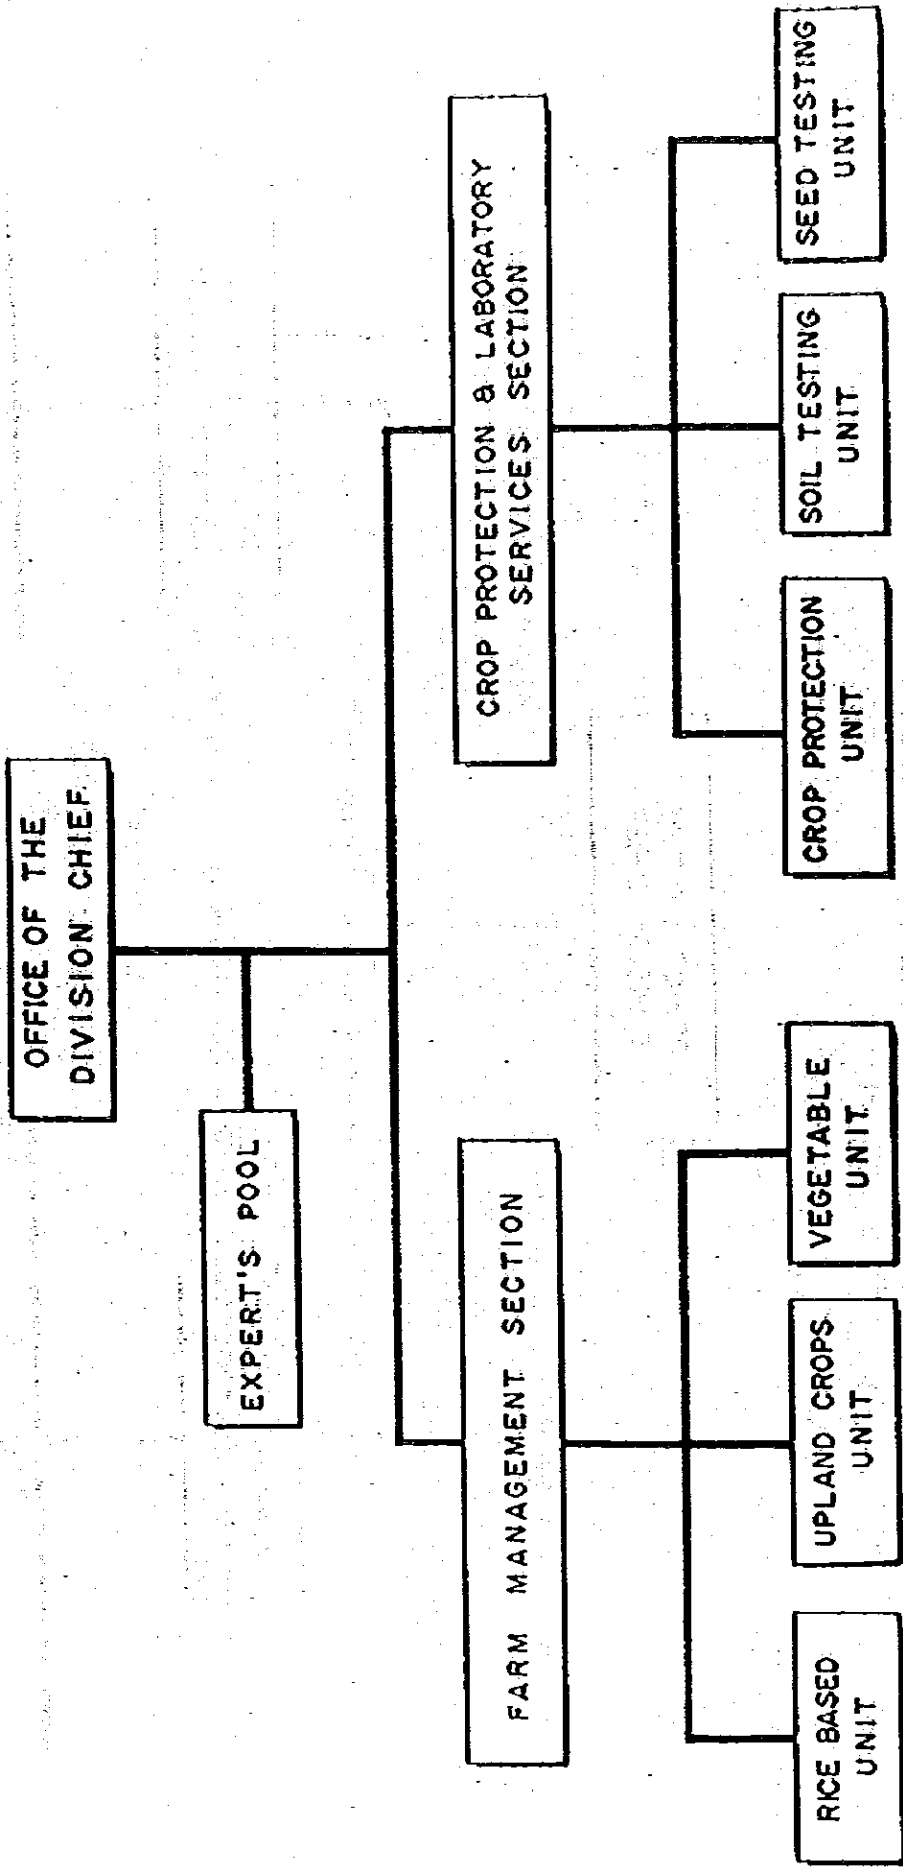 OFFICE OF THE
DIVISION CHIEF
EXPERT'S POOL
FARM MANAGEMENT SECTION
CROP PROTECTION & LABORATORY
SERVICES SECTION
RICE BASED
UNIT
UPLAND CROPS
UNIT
VEGETABLE
UNIT
CROP PROTECTION
UNIT
SOIL TESTING
UNIT
SEED TESTING
UNIT